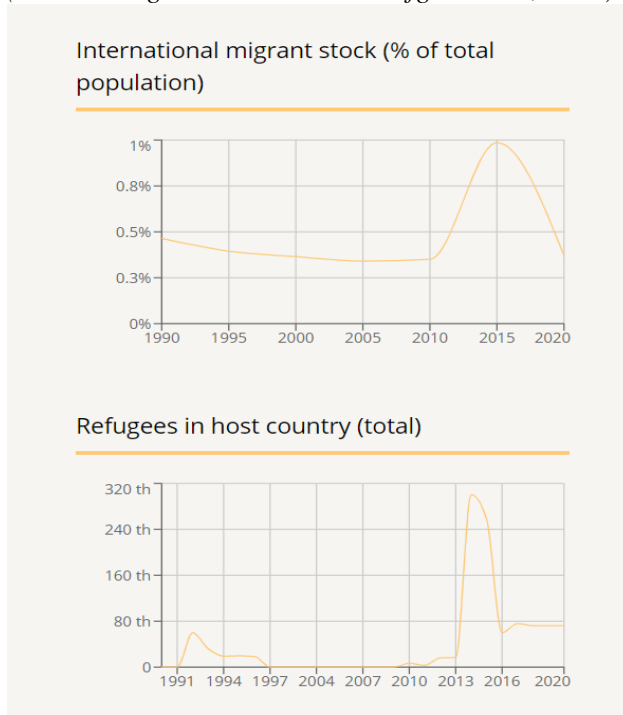 International migrant stock (% of total
population)
1%
0.8%
0.5%
0.3%
0%
1990 1995 2000 2005 2010 2015 2020
Refugees in host country (total)
320 th
240 th
160 th
80 th
0
1991 1994 1997 2004 2007 2010 2013 2016 2020